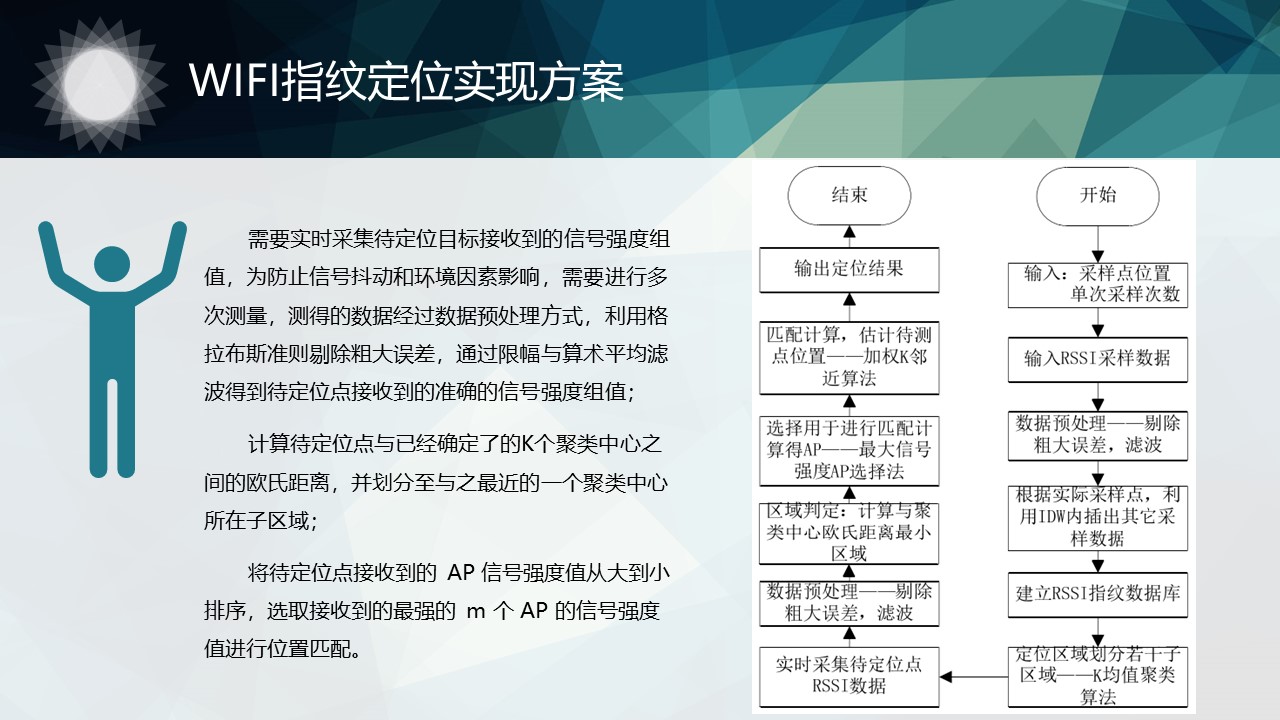 WIFI指纹定位实现方案
需要实时采集待定位目标接收到的信号强度组
值，为防止信号抖动和环境因素影响，需要进行多
次测量，测得的数据经过数据预处理方式，利用格
拉布斯准则剔除粗大误差，通过限幅与算术平均滤
波得到待定位点接收到的准确的信号强度组值；
计算待定位点与已经确定了的K个聚类中心之
间的欧氏距离，并划分至与之最近的一个聚类中心
所在子区域；
将待定位点接收到的 AP 信号强度值从大到小
排序，选取接收到的最强的 m 个 AP 的信号强度
值进行位置匹配。
开始
输入：采样点位置
单次采样次数
输入RSSI采样数据
数据预处理——剔除
粗大误差，滤波
根据实际采样点，利
用IDW内插出其它采
样数据
建立RSSI指纹数据库
定位区域划分若干子
区域——K均值聚类
算法
实时采集待定位点
RSSI数据
数据预处理——剔除
粗大误差，滤波
区域判定：计算与聚
类中心欧氏距离最小
区域
选择用于进行匹配计
算得AP——最大信号
强度AP选择法
匹配计算，估计待测
点位置——加权K邻
近算法
输出定位结果
结束